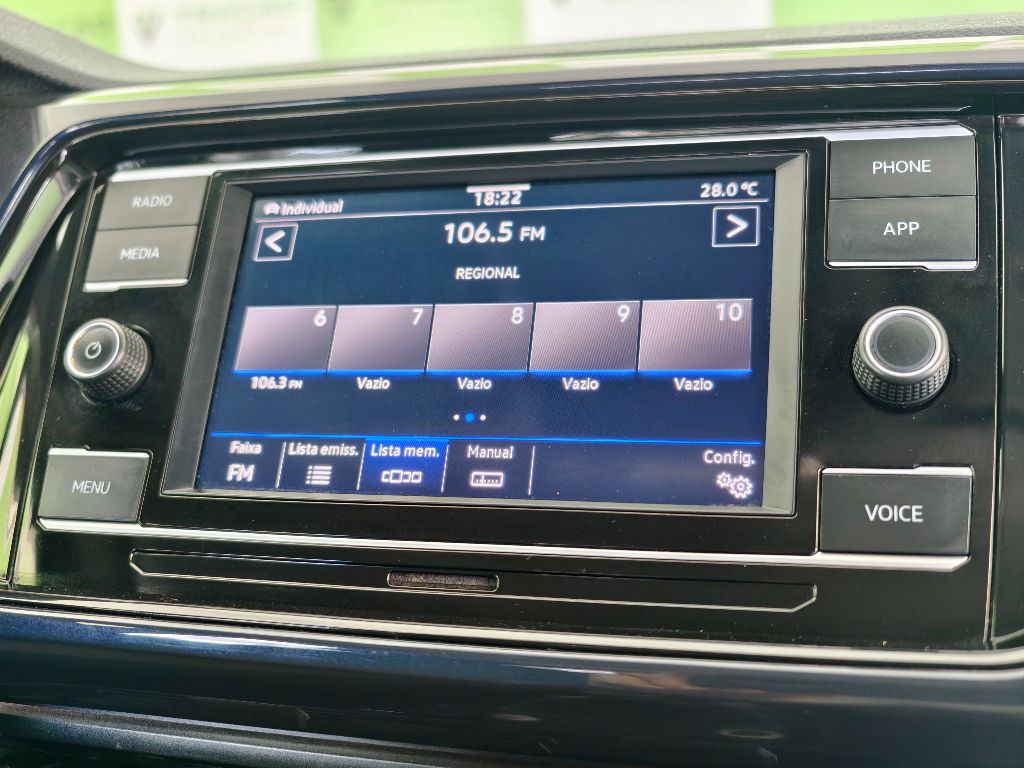 RADIO
MEDIA
MENU
Individual
18:22
28.0 °C
<
106.5 FM
>
REGIONAL
6 7 8 9 10
106.3 FM Vazio Vazio Vazio Vazio
Faixa Lista emiss. Lista mem. Manual Config.
FM
PHONE
APP
VOICE